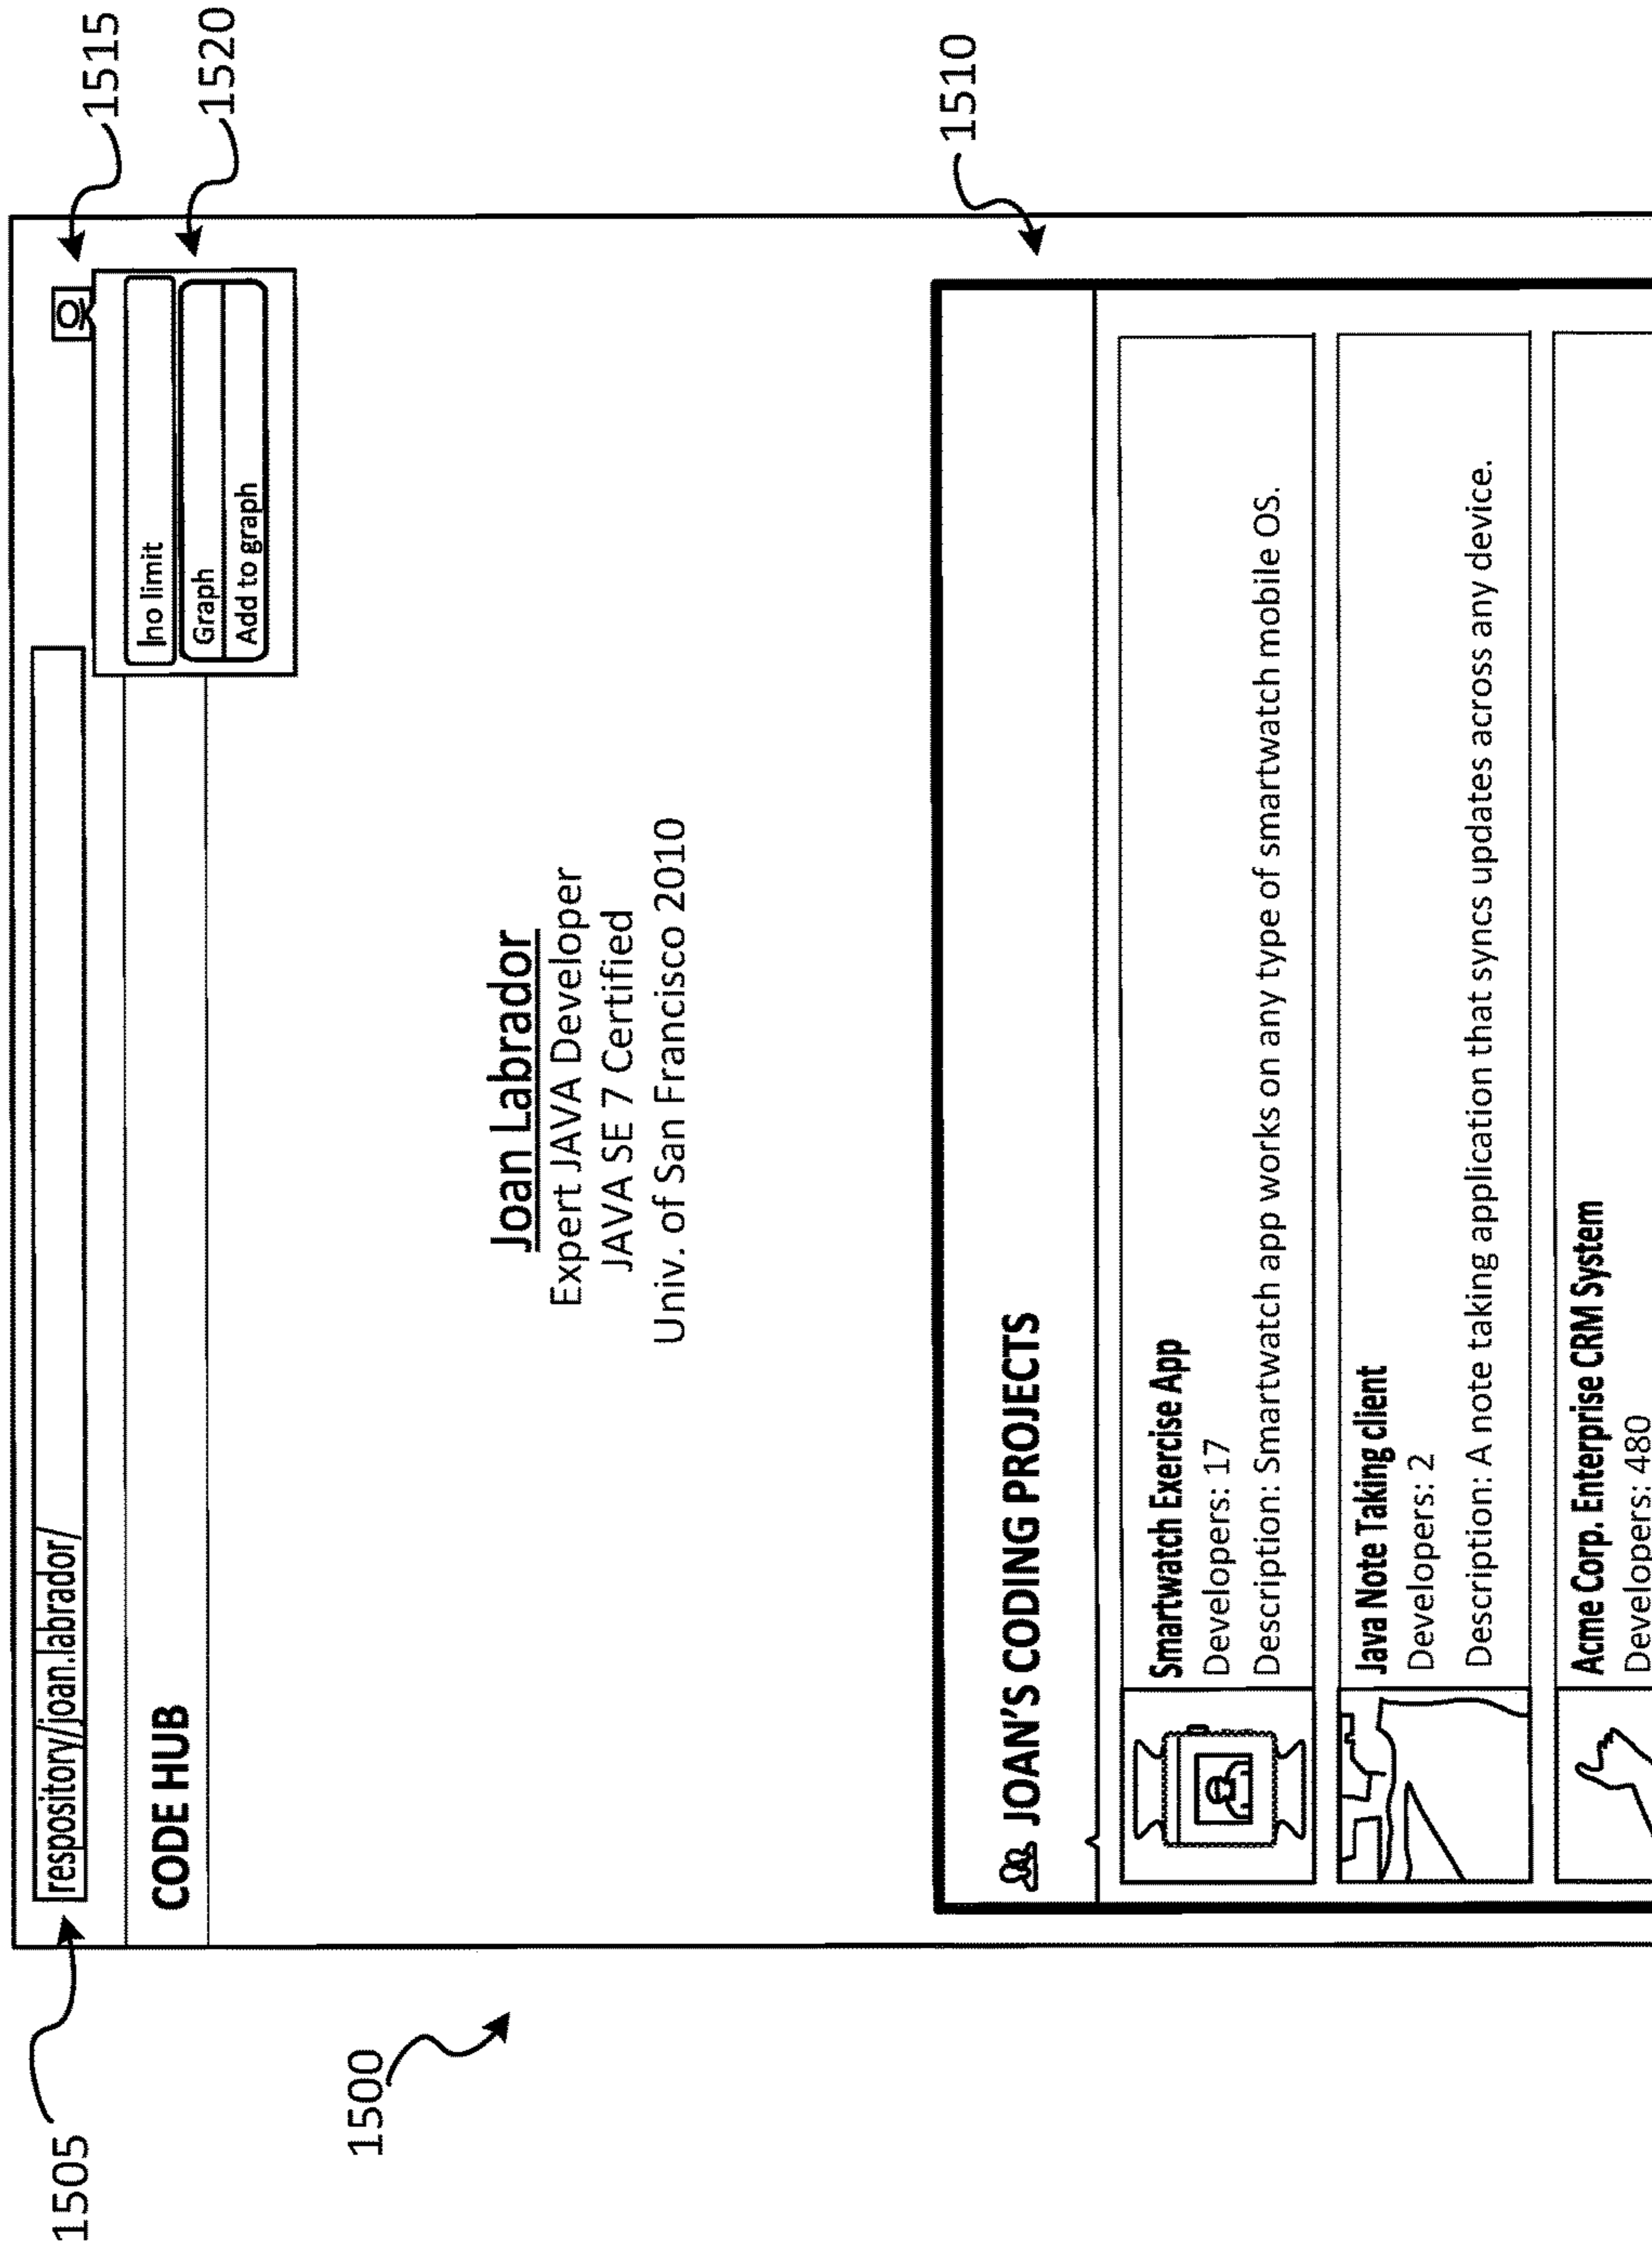 1505
respository/joan.labrador/
1515
1520
no limit
Graph
Add to graph
CODE HUB
1500
Joan Labrador
Expert JAVA Developer
JAVA SE 7 Certified
Univ. of San Francisco 2010
1510
JOAN'S CODING PROJECTS
Smartwatch Exercise App
Developers: 17
Description: Smartwatch app works on any type of smartwatch mobile OS.
Java Note Taking client
Developers: 2
Description: A note taking application that syncs updates across any device.
Acme Corp. Enterprise CRM System
Developers: 480